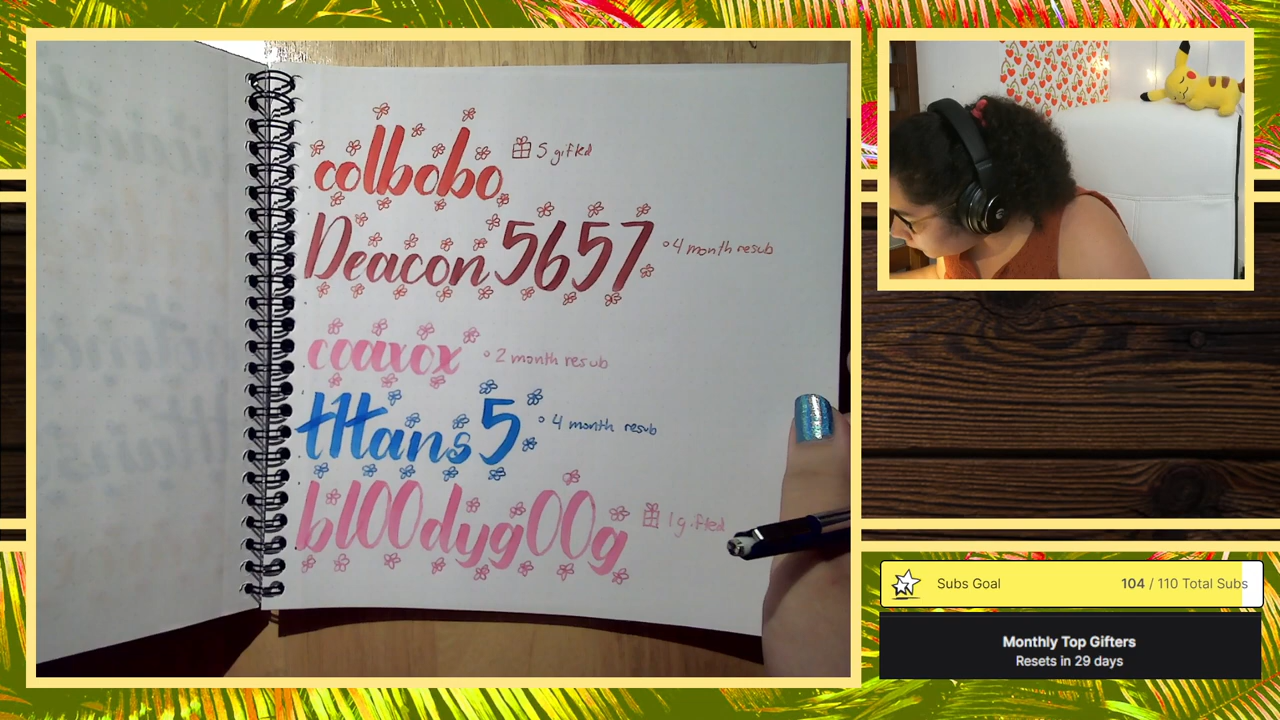 colbobo 5 gifted
Deacon5657 4 month resub
coaxox 2 month resub
tHans5 4 month resub
bl00dyg00g 1 gifted
Subs Goal 104 / 110 Total Subs
Monthly Top Gifters
Resets in 29 days